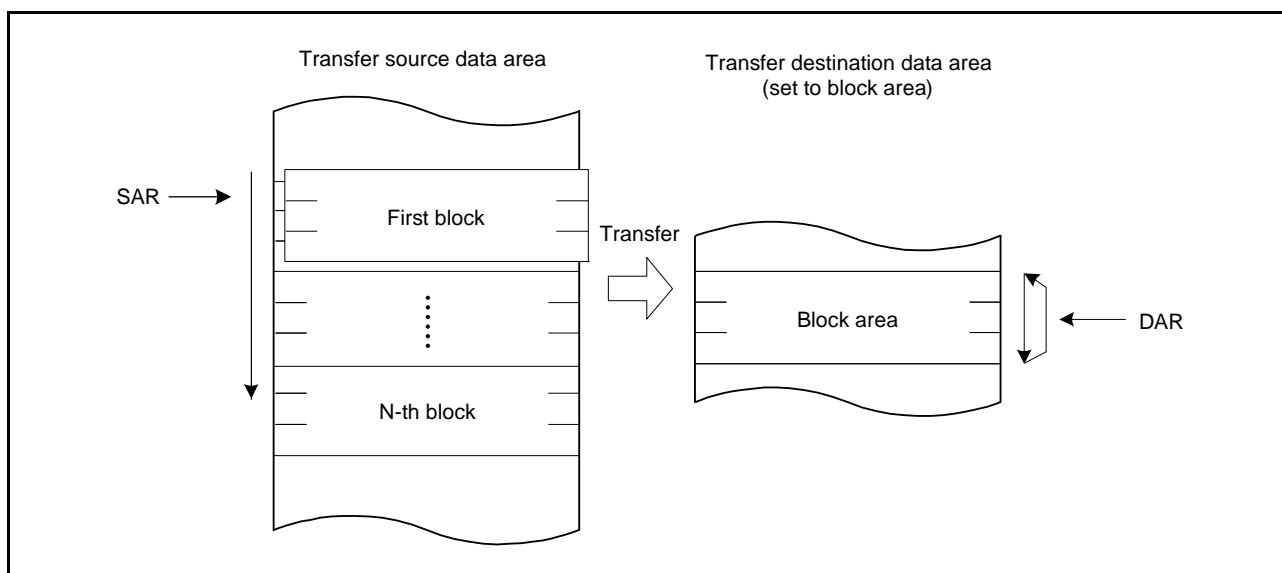 Transfer source data area
Transfer destination data area
(set to block area)
SAR
First block
Transfer
Block area
DAR
N-th block